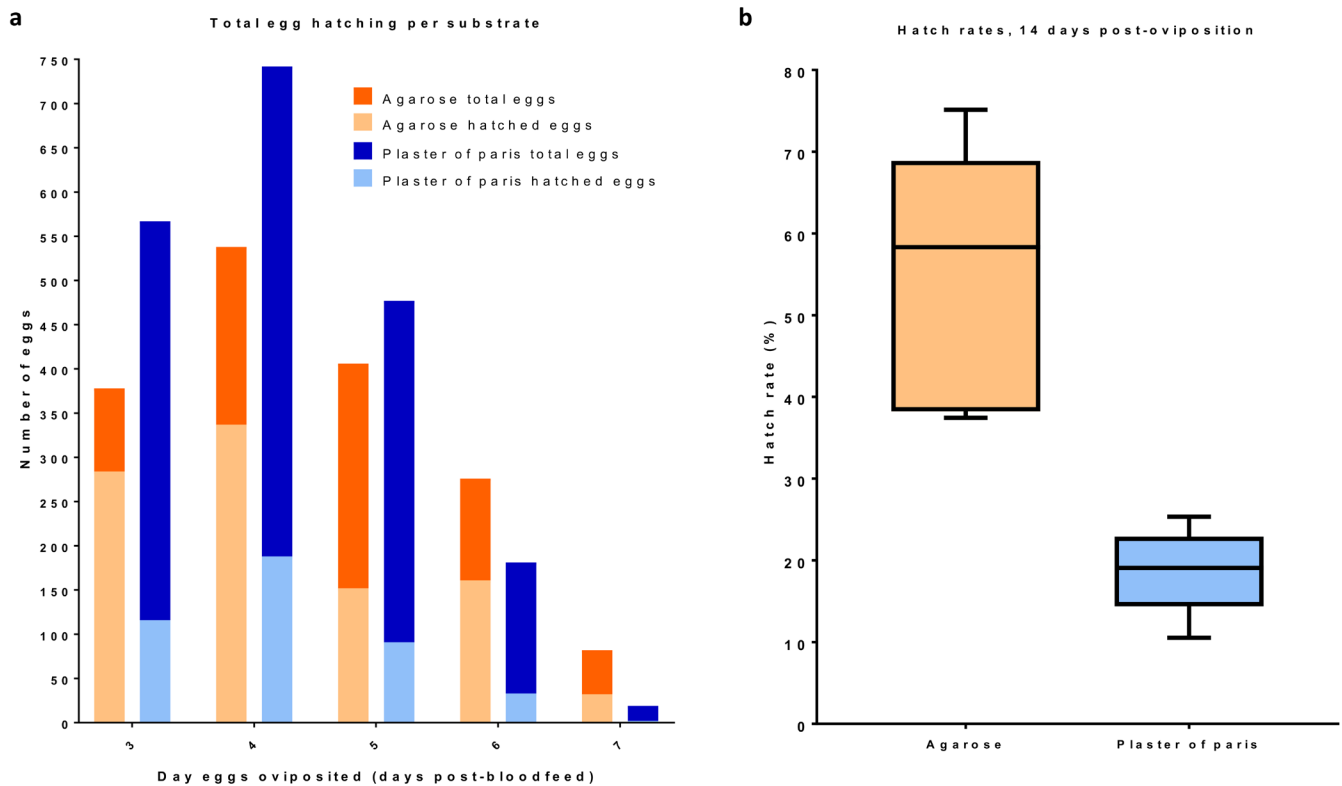 a
Total egg hatching per substrate
750
700
650
600
550
500
450
400
350
300
250
200
150
100
50
0
Number of eggs
Agarose total eggs
Agarose hatched eggs
Plaster of paris total eggs
Plaster of paris hatched eggs
3
4
5
6
7
Day eggs oviposited (days post-bloodfeed)
b
Hatch rates, 14 days post-oviposition
80
70
60
50
40
30
20
10
0
Hatch rate (%)
Agarose
Plaster of paris